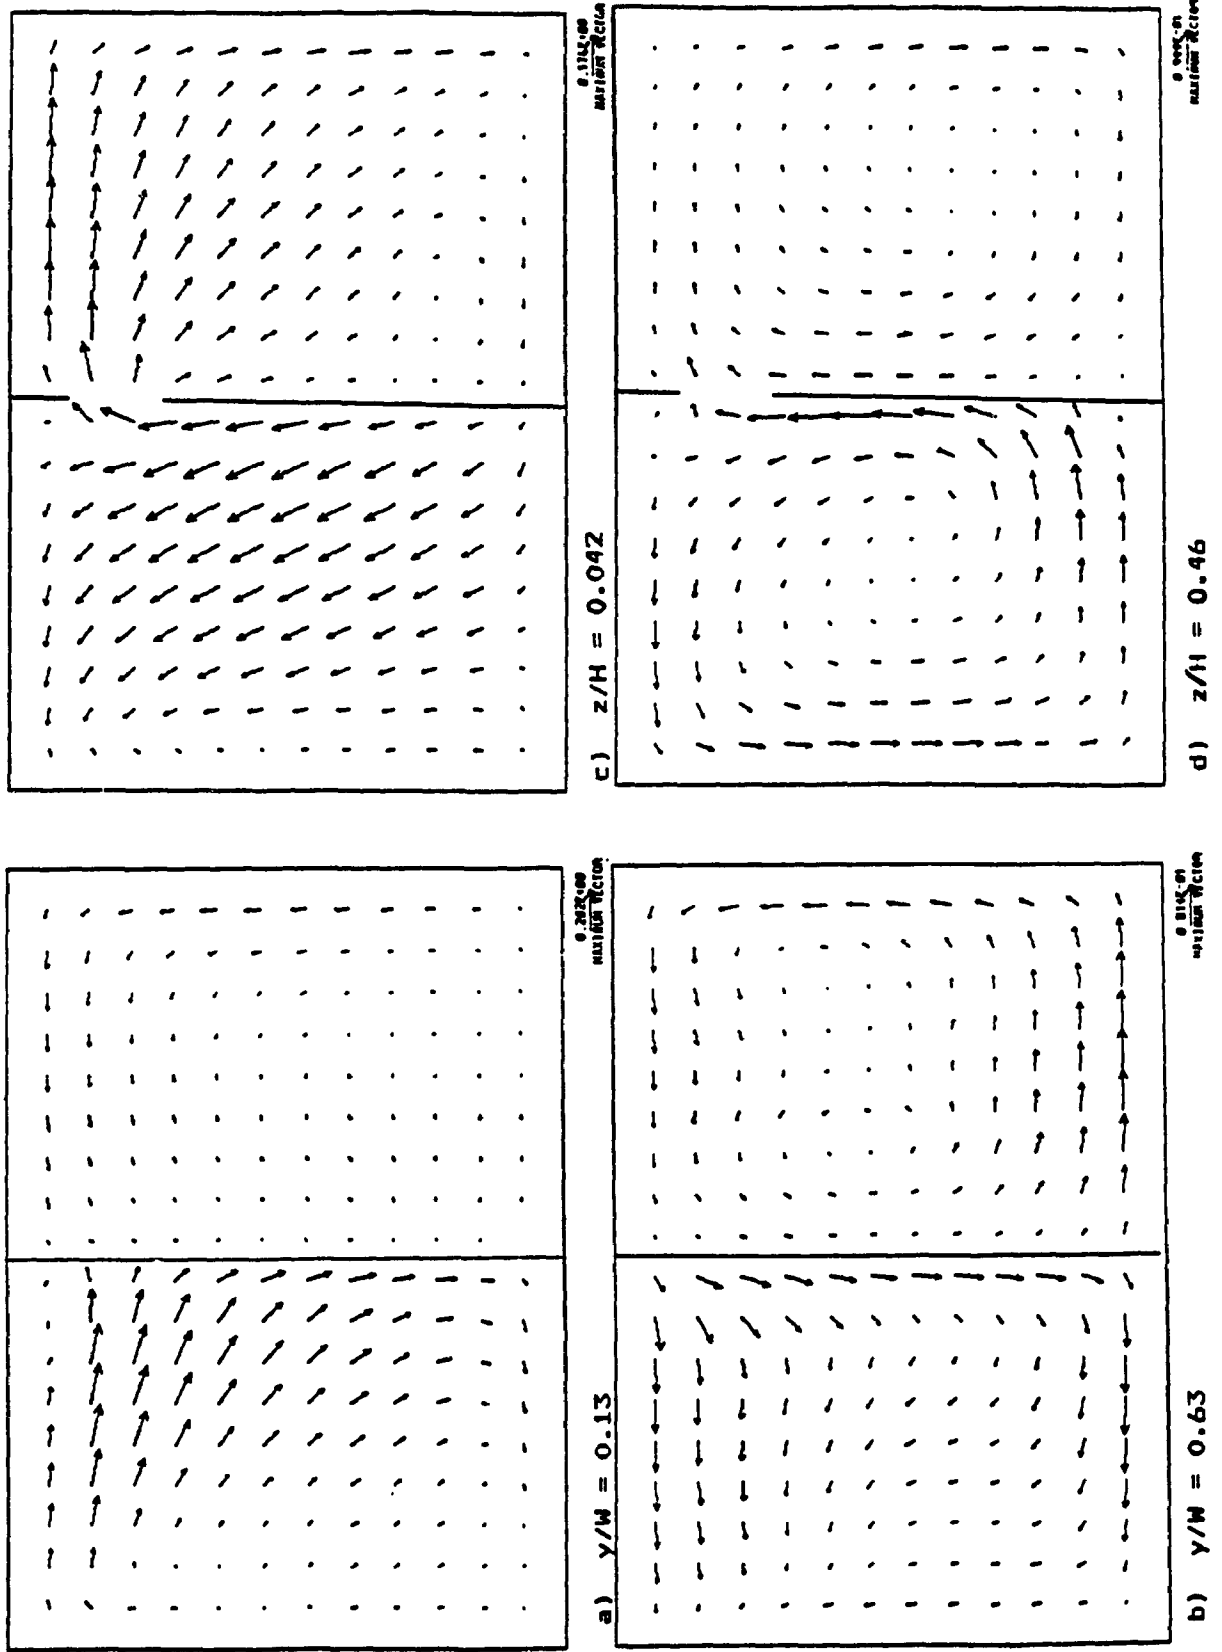 a) y/W = 0.13
MAXIMUM VECTOR
b) y/W = 0.63
MAXIMUM VECTOR
c) z/H = 0.042
MAXIMUM VECTOR
d) z/H = 0.46
MAXIMUM VECTOR